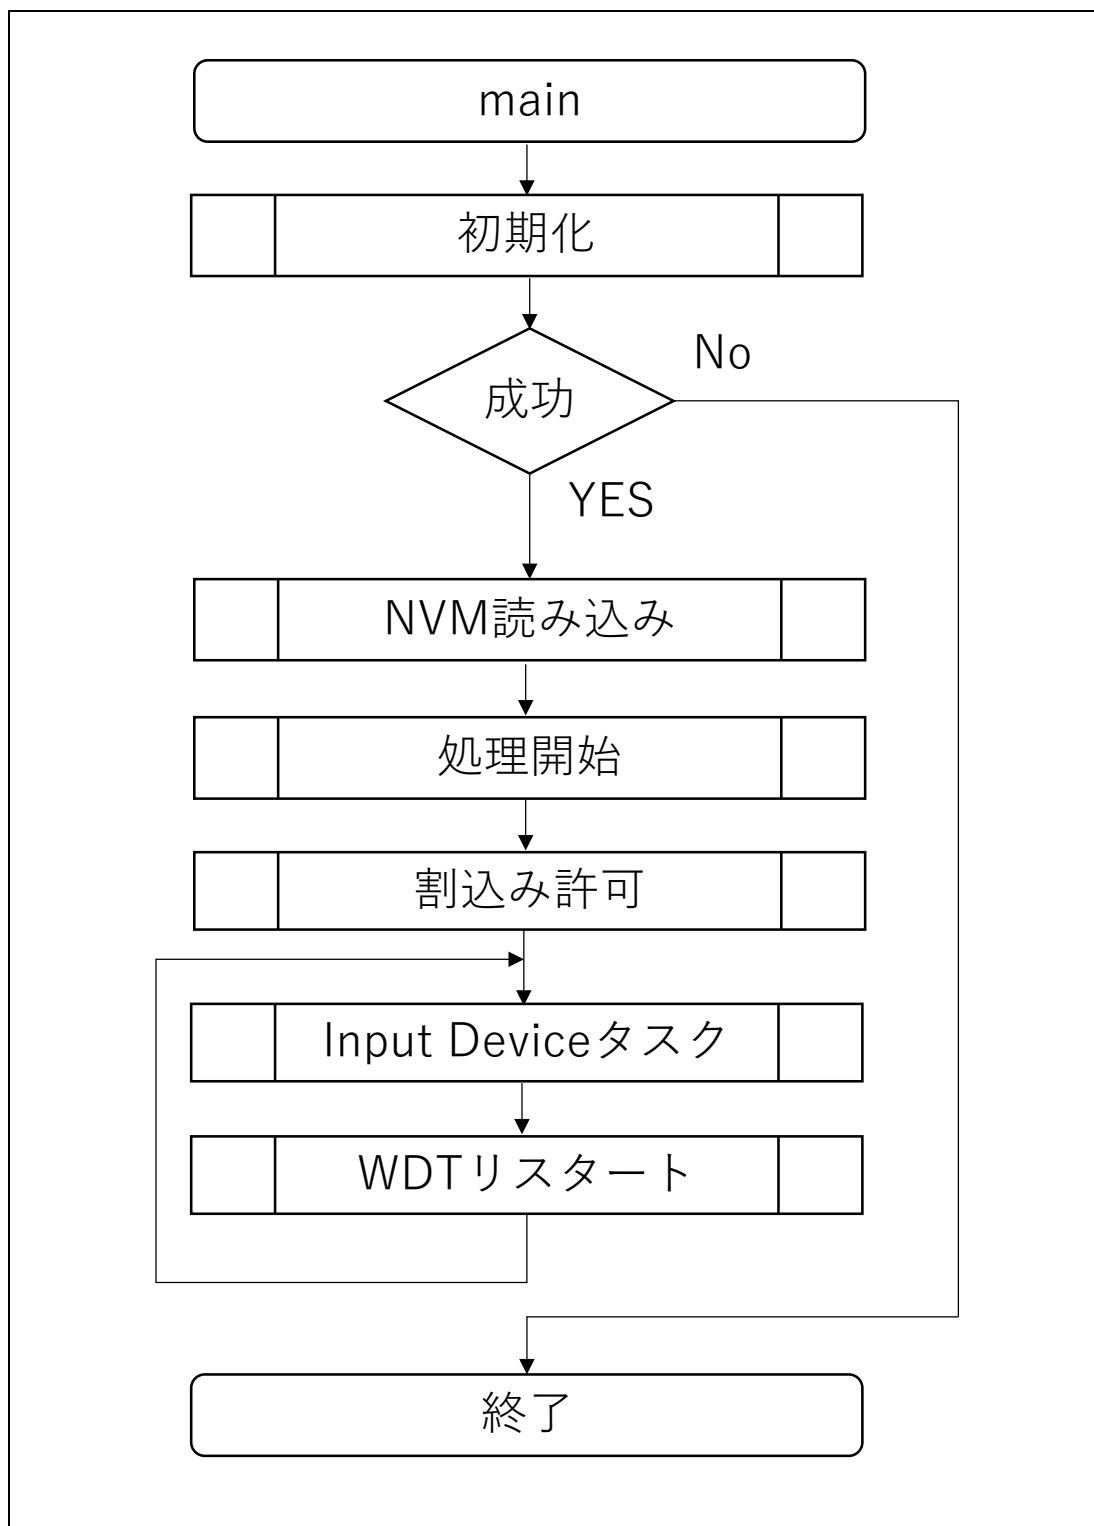 main
初期化
成功
No
YES
NVM読み込み
処理開始
割込み許可
Input Deviceタスク
WDTリスタート
終了